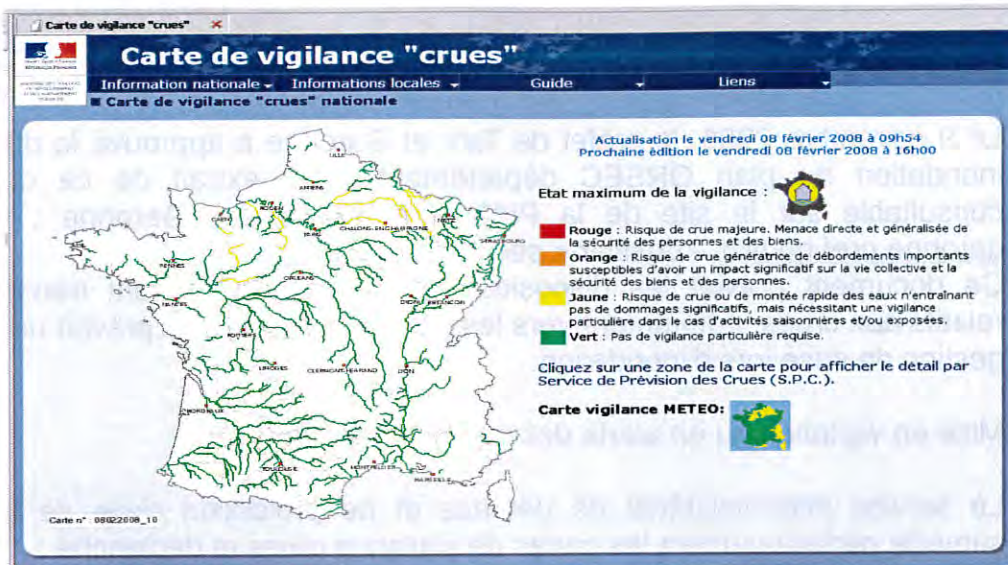 Carte de vigilance "crues"
Carte de vigilance "crues"
Information nationale
Informations locales
Guide
Liens
Carte de vigilance "crues" nationale
Actualisation le vendredi 08 février 2008 à 09h54
Prochaine édition le vendredi 08 février 2008 à 16h00
Etat maximum de la vigilance :
Rouge : Risque de crue majeure. Menace directe et généralisée de
la sécurité des personnes et des biens.
Orange : Risque de crue génératrice de débordements importants
susceptibles d'avoir un impact significatif sur la vie collective et la
sécurité des biens et des personnes.
Jaune : Risque de crue ou de montée rapide des eaux n'entraînant
pas de dommages significatifs, mais nécessitant une vigilance
particulière dans le cas d'activités saisonnières et/ou exposées.
Vert : Pas de vigilance particulière requise.
Cliquez sur une zone de la carte pour afficher le détail par
Service de Prévision des Crues (S.P.C.).
Carte vigilance METEO:
LILLE
AMIENS
CAEN
PARIS
CHALONS-EN-CHAMPAGNE
STRASBOURG
RENNES
ORLEANS
NANTES
DIJON
BESANCON
POITIERS
LIMOGES
CLERMONT-FERRAND
LYON
BORDEAUX
TOULOUSE
MONTPELLIER
MARSEILLE
Carte n° : 08022008_10